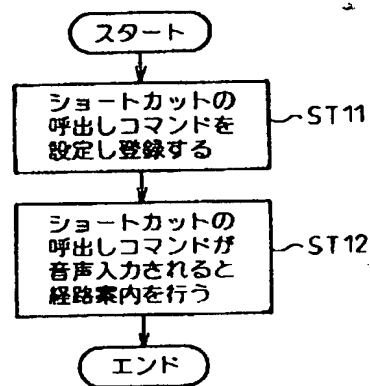 スタート
ショートカットの
呼出しコマンドを
設定し登録する
ST11
ショートカットの
呼出しコマンドが
音声入力されると
経路案内を行う
ST12
エンド